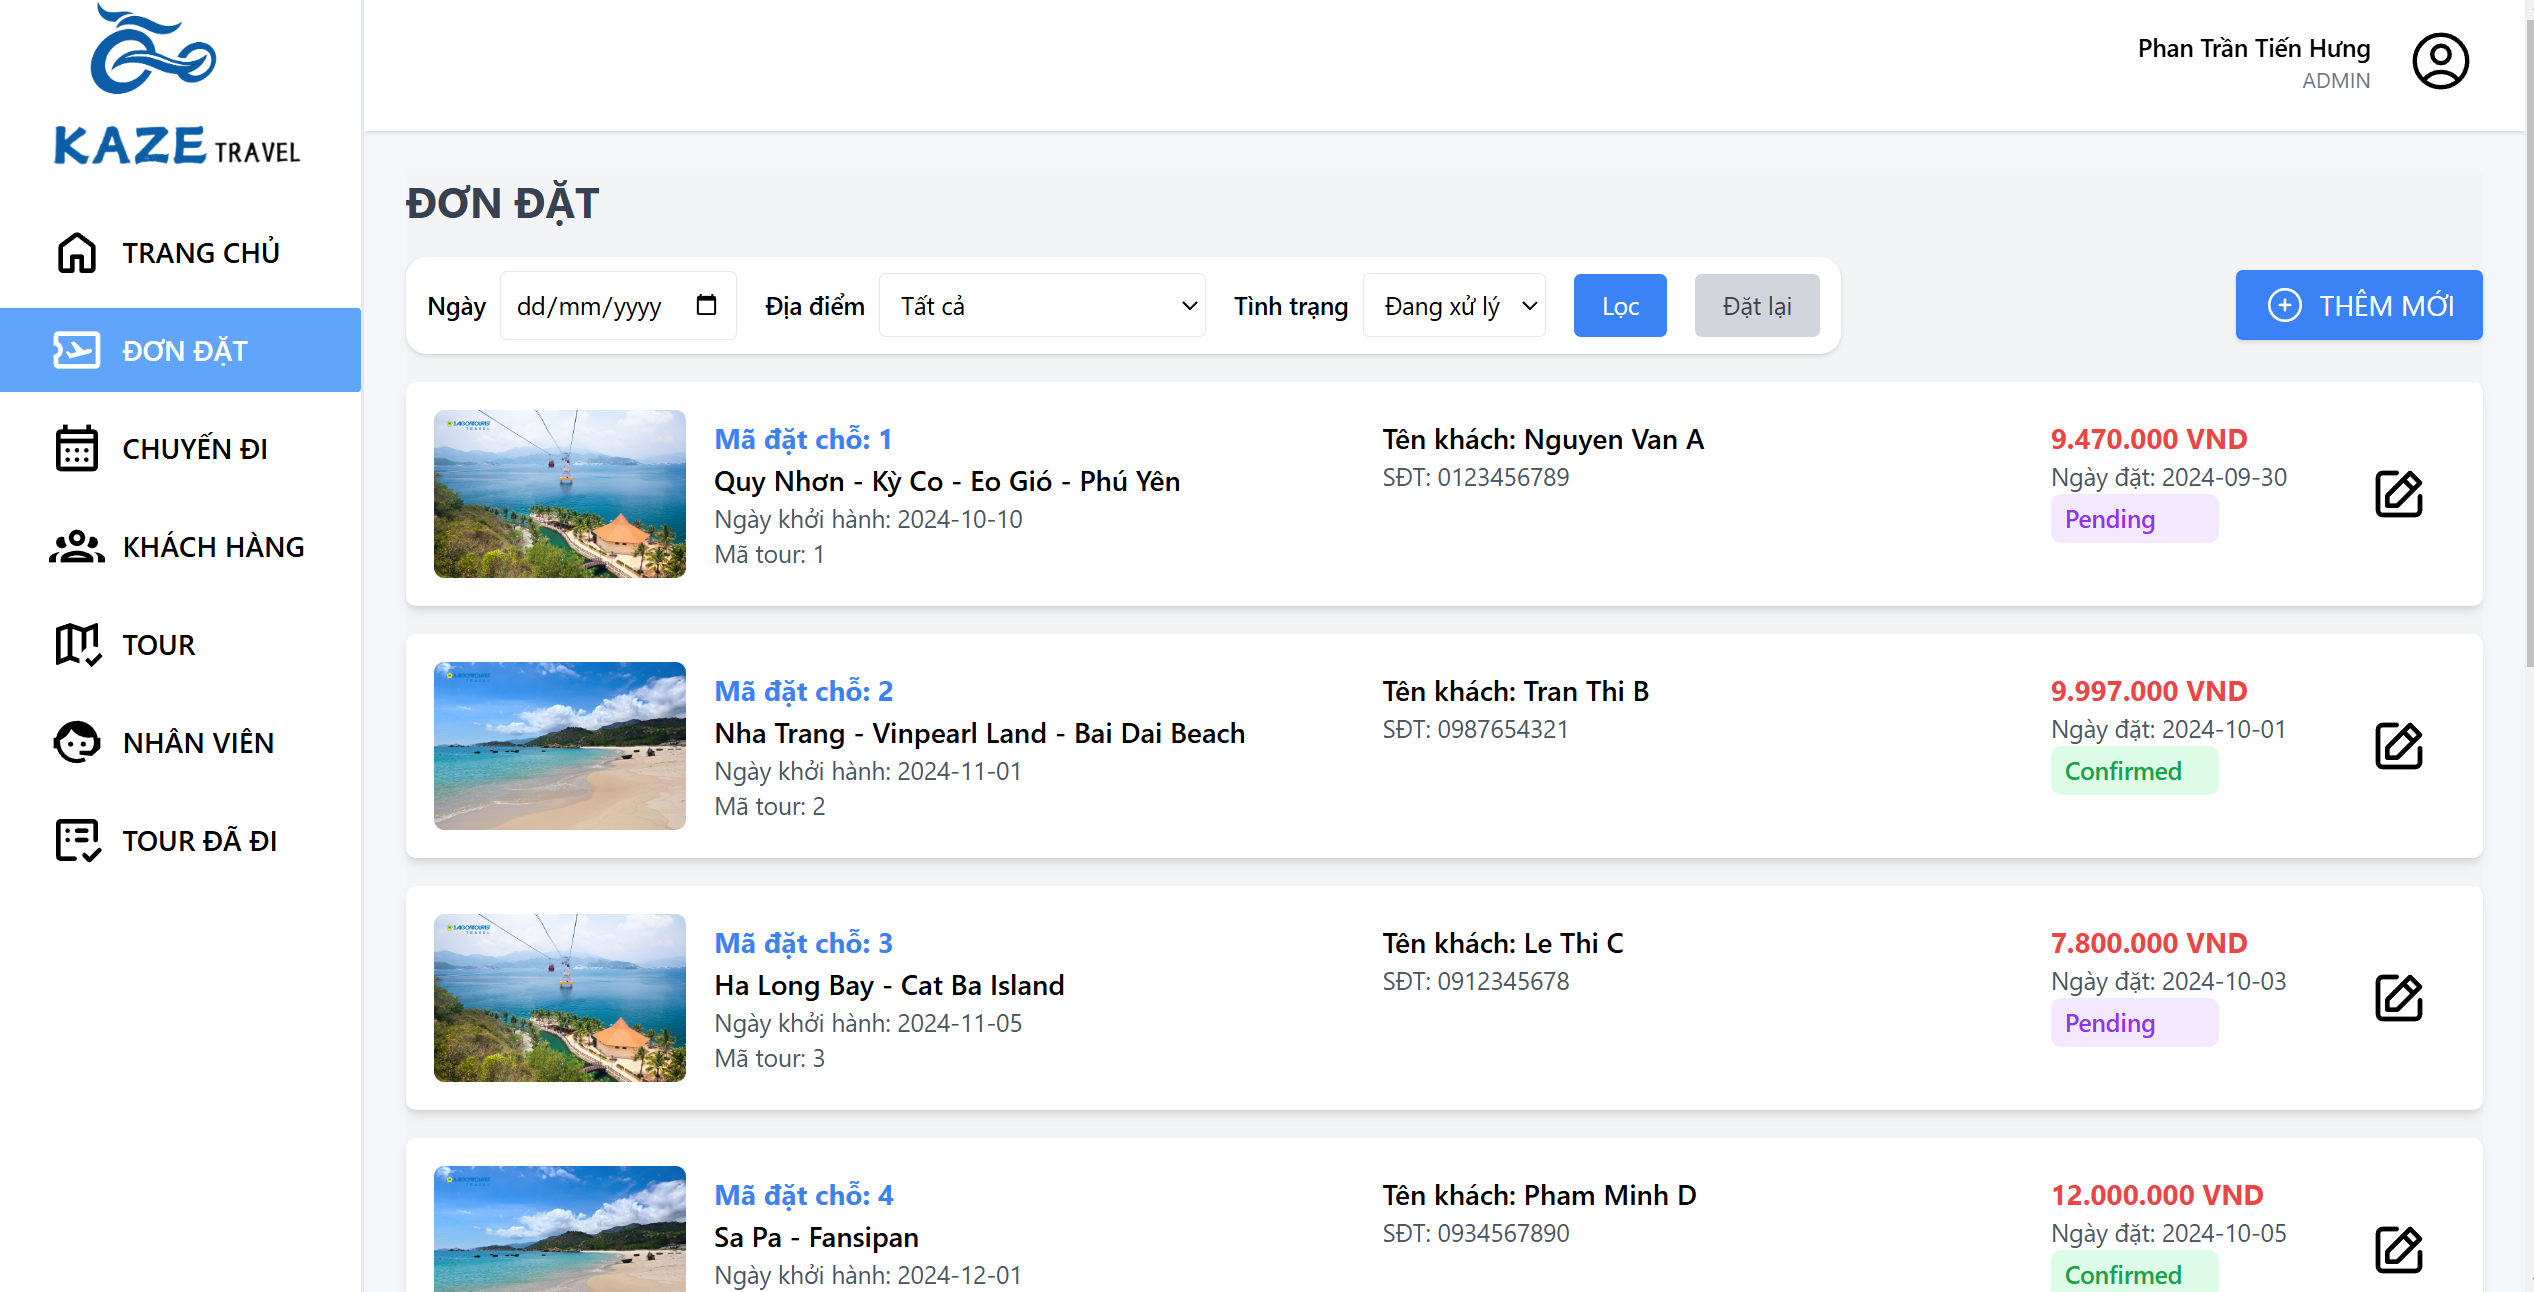 KAZE TRAVEL
TRANG CHỦ
ĐƠN ĐẶT
CHUYẾN ĐI
KHÁCH HÀNG
TOUR
NHÂN VIÊN
TOUR ĐÃ ĐI
Phan Trần Tiến Hưng
ADMIN
ĐƠN ĐẶT
Ngày dd/mm/yyyy Địa điểm Tất cả Tình trạng Đang xử lý Lọc Đặt lại
THÊM MỚI
Mã đặt chỗ: 1
Quy Nhơn - Kỳ Co - Eo Gió - Phú Yên
Ngày khởi hành: 2024-10-10
Mã tour: 1
Tên khách: Nguyen Van A
SĐT: 0123456789
9.470.000 VND
Ngày đặt: 2024-09-30
Pending
Mã đặt chỗ: 2
Nha Trang - Vinpearl Land - Bai Dai Beach
Ngày khởi hành: 2024-11-01
Mã tour: 2
Tên khách: Tran Thi B
SĐT: 0987654321
9.997.000 VND
Ngày đặt: 2024-10-01
Confirmed
Mã đặt chỗ: 3
Ha Long Bay - Cat Ba Island
Ngày khởi hành: 2024-11-05
Mã tour: 3
Tên khách: Le Thi C
SĐT: 0912345678
7.800.000 VND
Ngày đặt: 2024-10-03
Pending
Mã đặt chỗ: 4
Sa Pa - Fansipan
Ngày khởi hành: 2024-12-01
Tên khách: Pham Minh D
SĐT: 0934567890
12.000.000 VND
Ngày đặt: 2024-10-05
Confirmed